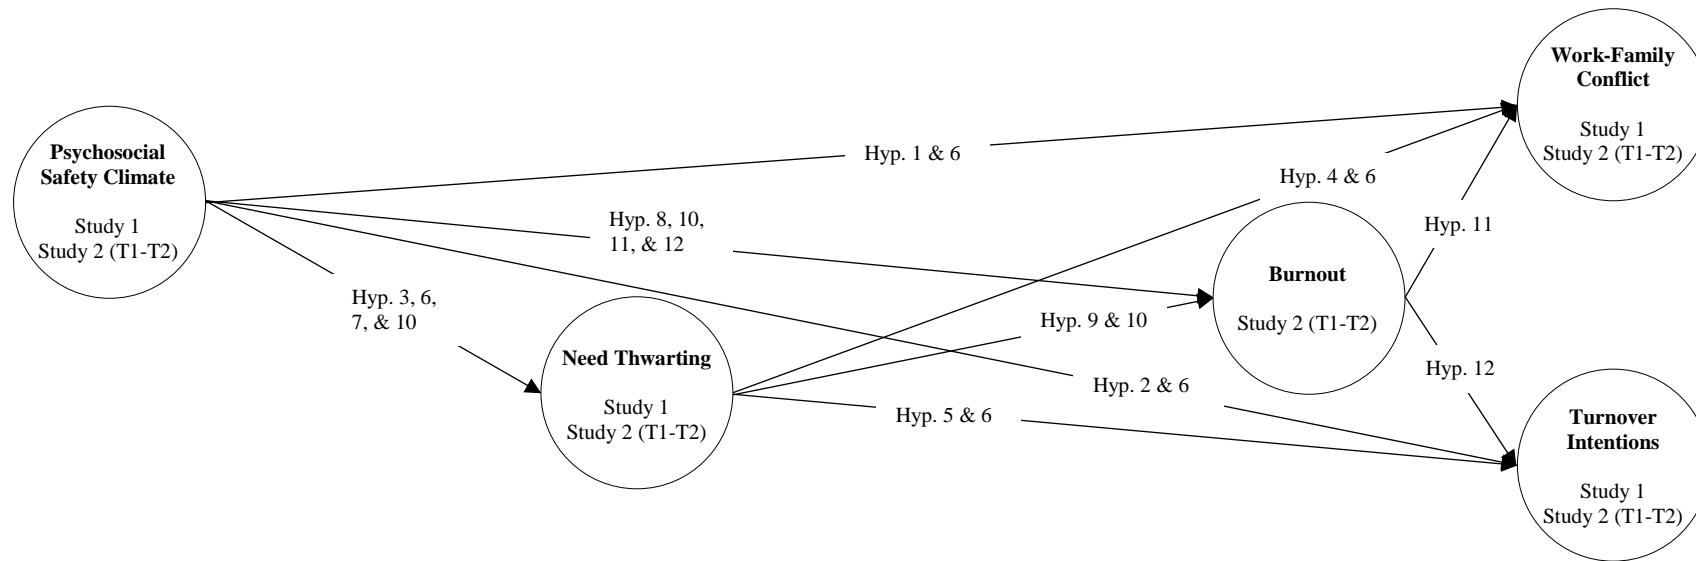 Psychosocial
Safety Climate
Study 1
Study 2 (T1-T2)
Hyp. 1 & 6
Hyp. 8, 10,
11, & 12
Hyp. 3, 6,
7, & 10
Need Thwarting
Study 1
Study 2 (T1-T2)
Hyp. 4 & 6
Hyp. 9 & 10
Hyp. 2 & 6
Hyp. 5 & 6
Burnout
Study 2 (T1-T2)
Hyp. 11
Hyp. 12
Work-Family
Conflict
Study 1
Study 2 (T1-T2)
Turnover
Intentions
Study 1
Study 2 (T1-T2)